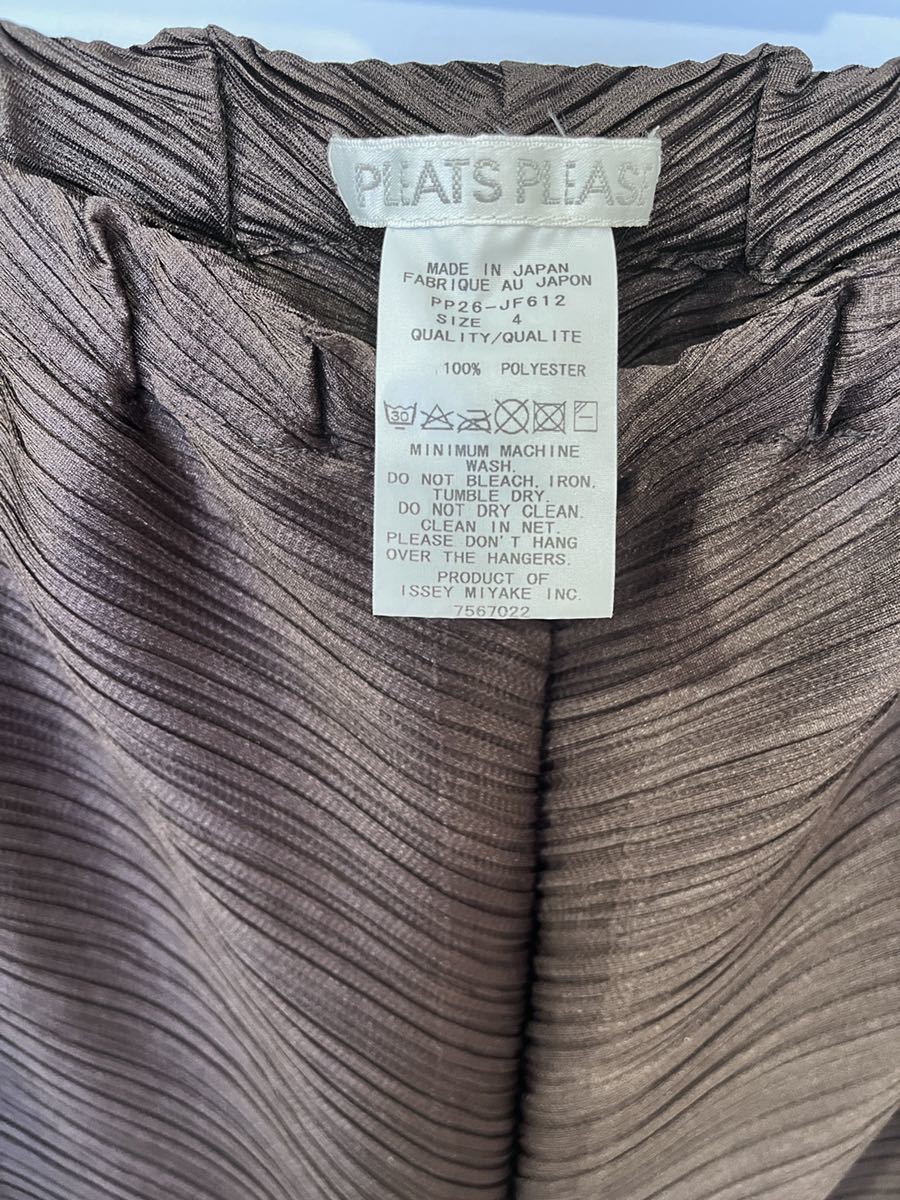 PLEATS PLEASE
MADE IN JAPAN
FABRIQUE AU JAPON
PP26-JF612
SIZE 4
QUALITY/QUALITE
100% POLYESTER
30
MINIMUM MACHINE
WASH.
DO NOT BLEACH, IRON,
TUMBLE DRY.
DO NOT DRY CLEAN.
CLEAN IN NET.
PLEASE DON'T HANG
OVER THE HANGERS.
PRODUCT OF
ISSEY MIYAKE INC.
7567022